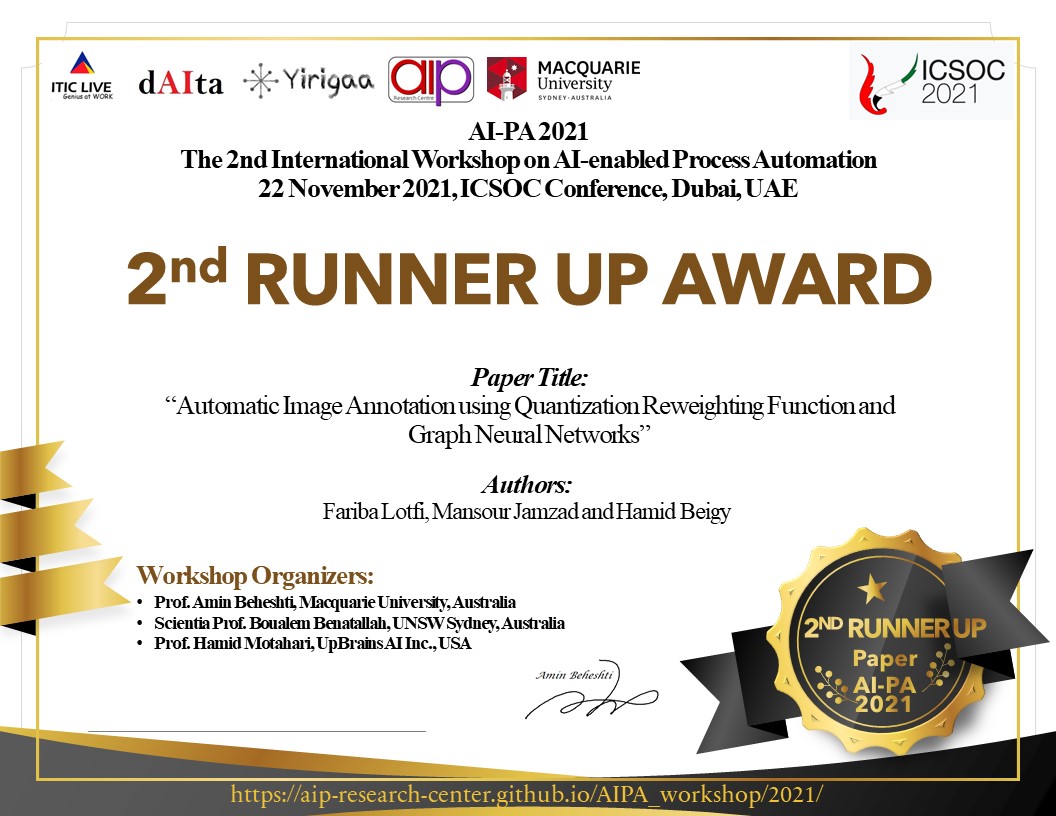 ITIC LIVE
Genius at WORK
dAIta
Yirigaa
aip
Research Centre
MACQUARIE
University
SYDNEY·AUSTRALIA
ICSOC
2021
AI-PA 2021
The 2nd International Workshop on AI-enabled Process Automation
22 November 2021, ICSOC Conference, Dubai, UAE
2nd RUNNER UP AWARD
Paper Title:
“Automatic Image Annotation using Quantization Reweighting Function and
Graph Neural Networks”
Authors:
Fariba Lotfi, Mansour Jamzad and Hamid Beigy
Workshop Organizers:
• Prof. Amin Beheshti, Macquarie University, Australia
• Scientia Prof. Boualem Benatallah, UNSW Sydney, Australia
• Prof. Hamid Motahari, UpBrains AI Inc., USA
Amin Beheshti
2ND RUNNER UP
Paper
AI-PA
2021
https://aip-research-center.github.io/AIPA_workshop/2021/